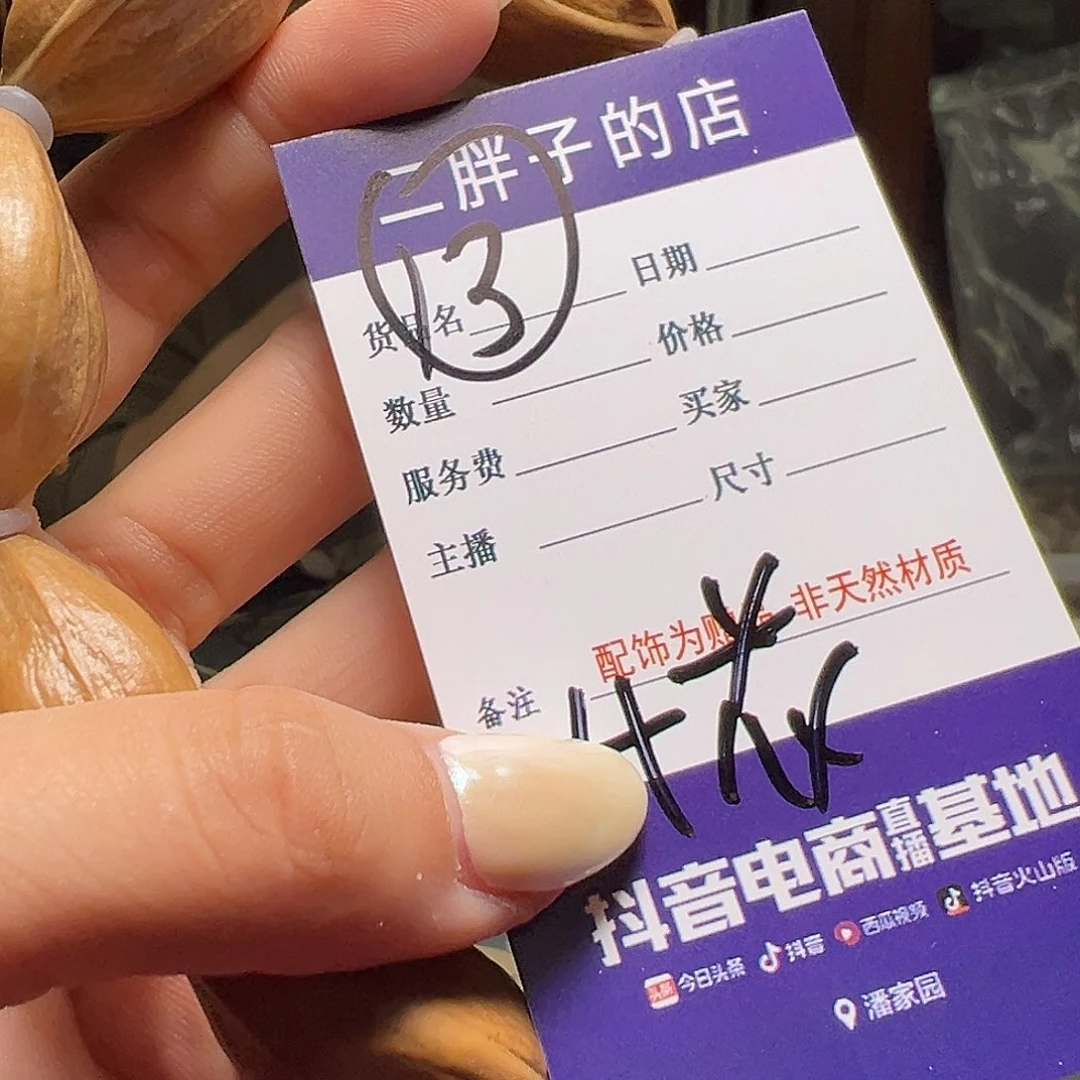 二胖子的店
13
货品名 日期
数量 价格
服务费 买家
主播 尺寸
配饰为赠品 非天然材质
备注
抖音电商直播基地
今日头条 抖音 西瓜视频 抖音火山版
潘家园